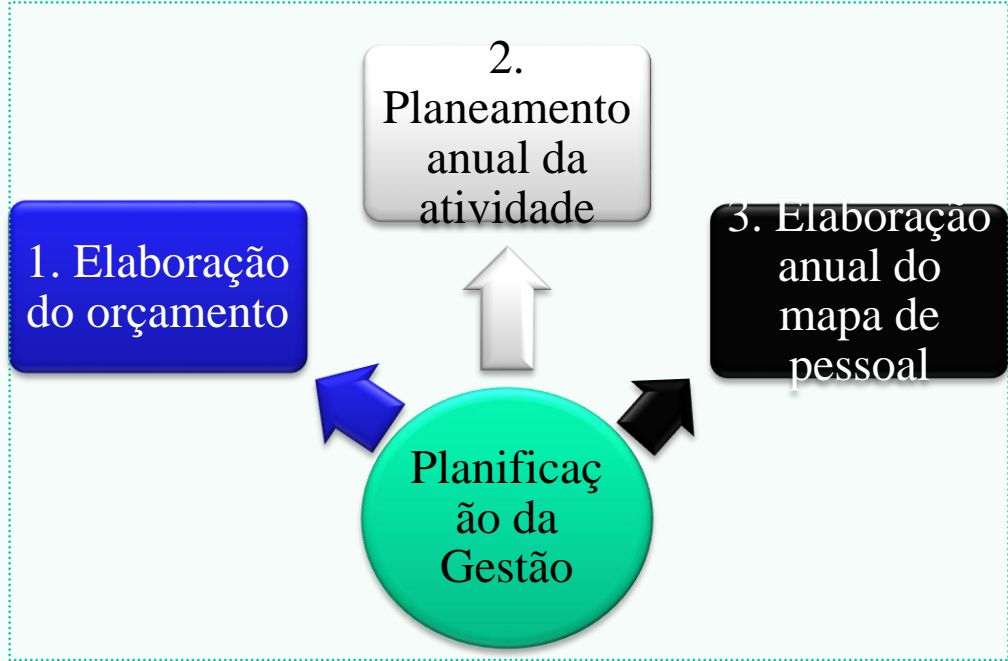 1. Elaboração
do orçamento
2.
Planeamento
anual da
atividade
3. Elaboração
anual do
mapa de
pessoal
Planificaç
ão da
Gestão